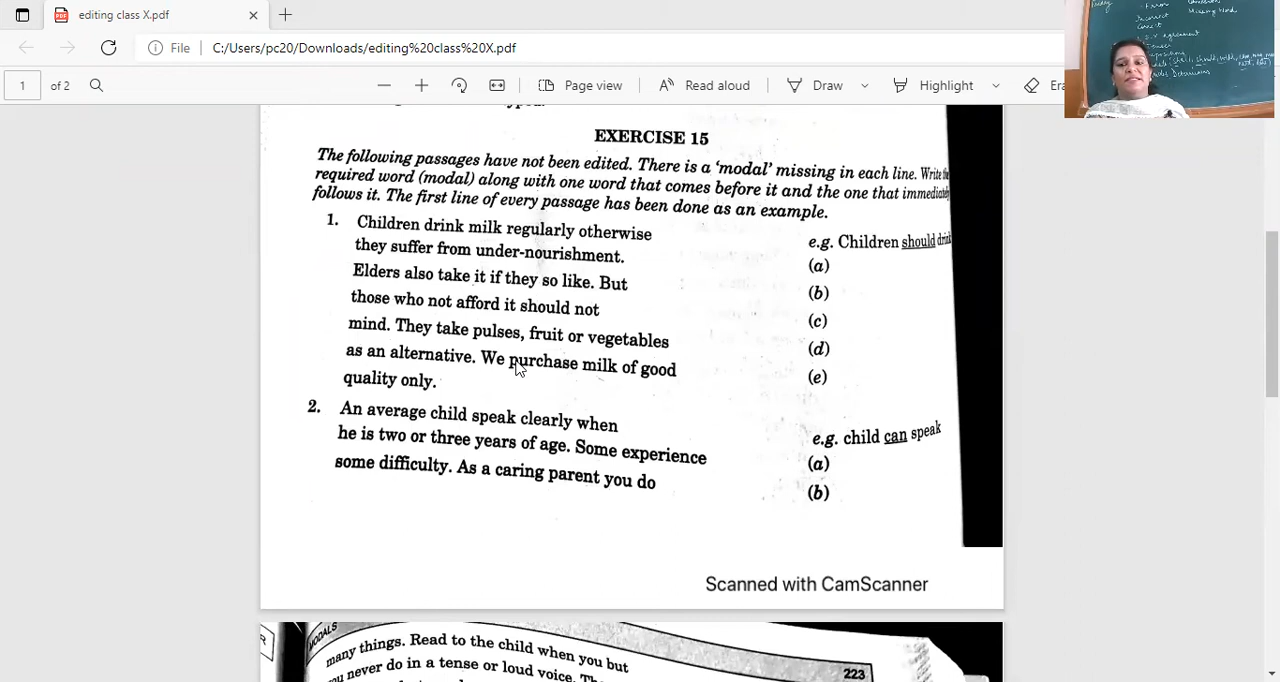 editing class X.pdf
File
C:/Users/pc20/Downloads/editing%20class%20X.pdf
1 of 2
Page view
Read aloud
Draw
Highlight
EXERCISE 15
The following passages have not been edited. There is a ‘modal’ missing in each line. Write the
required word (modal) along with one word that comes before it and the one that immediately
follows it. The first line of every passage has been done as an example.
1. Children drink milk regularly otherwise
e.g. Children should drink
they suffer from under-nourishment.
(a)
Elders also take it if they so like. But
(b)
those who not afford it should not
(c)
mind. They take pulses, fruit or vegetables
(d)
as an alternative. We purchase milk of good
(e)
quality only.
2. An average child speak clearly when
e.g. child can speak
he is two or three years of age. Some experience
(a)
some difficulty. As a caring parent you do
(b)
Scanned with CamScanner
MODALS
223
many things. Read to the child when you but
never do in a tense or loud voice.